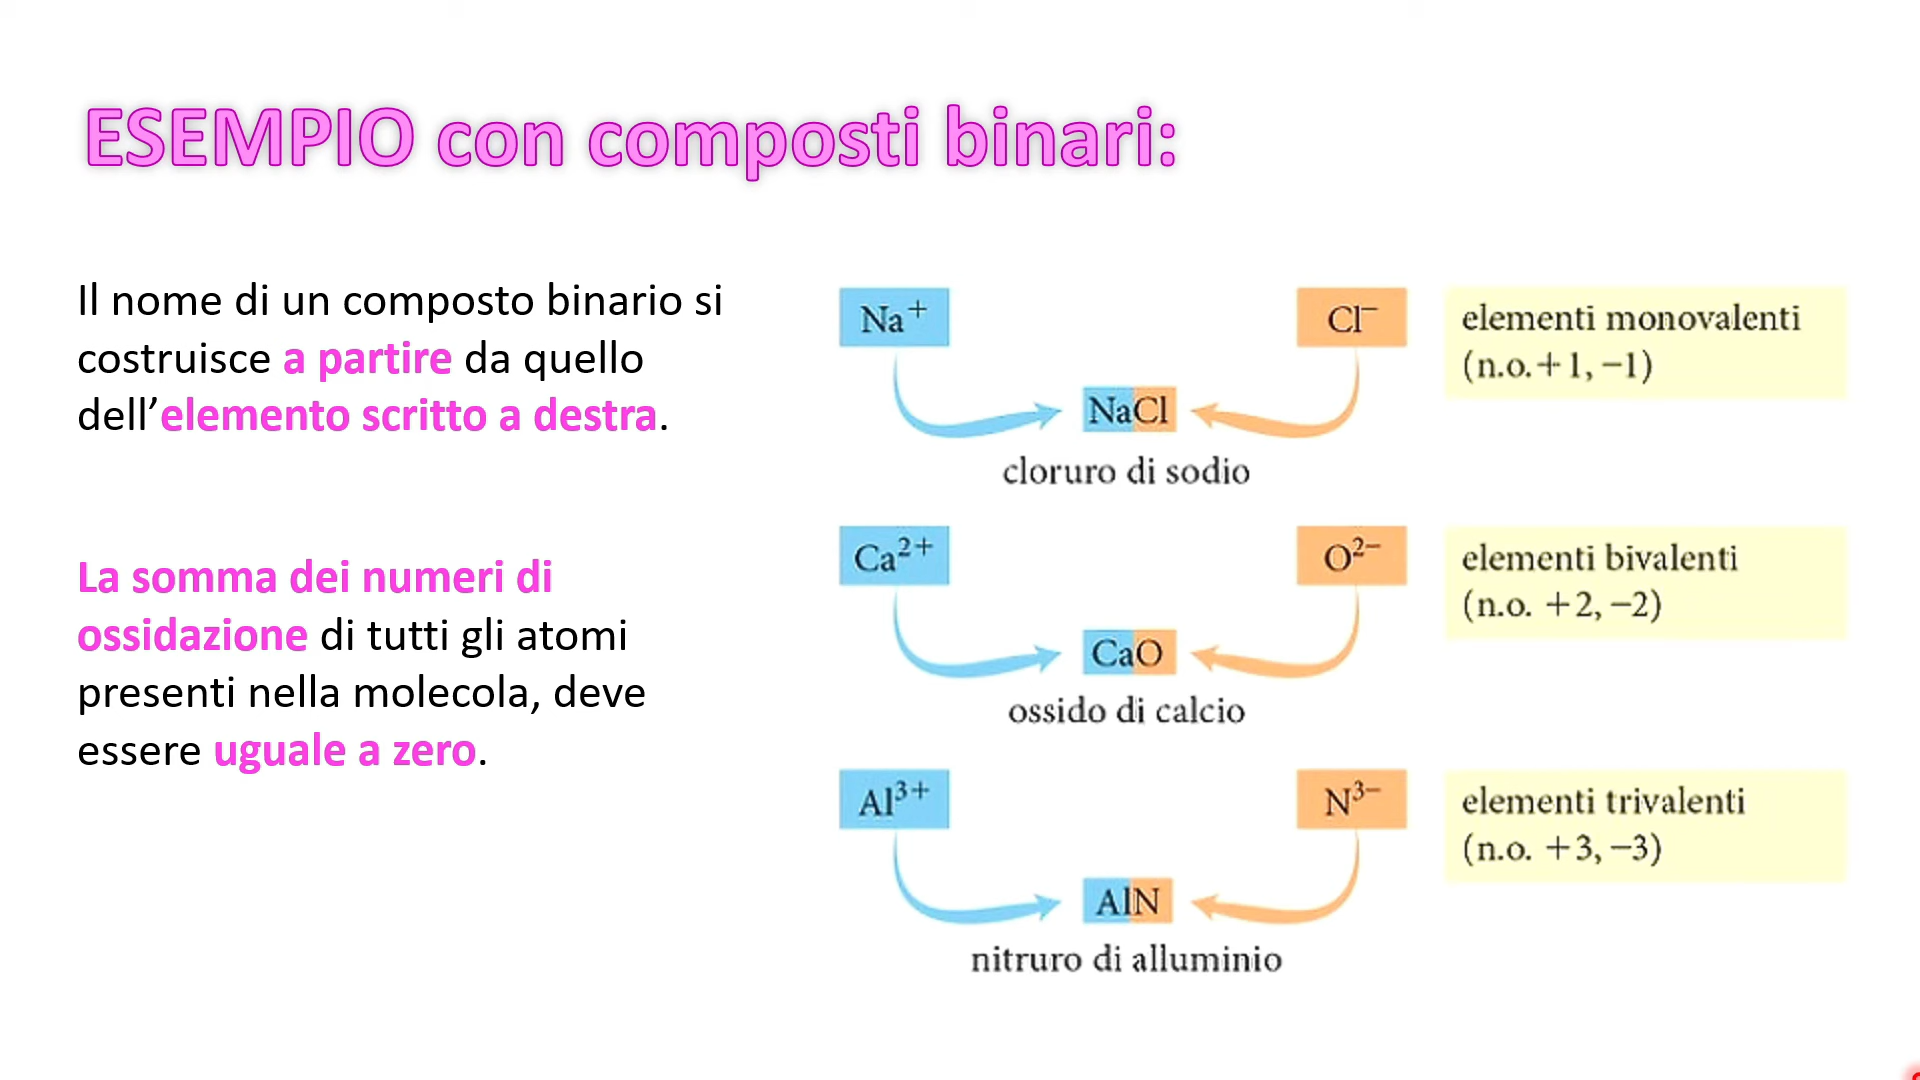 ESEMPIO con composti binari:
Il nome di un composto binario si
costruisce a partire da quello
dell’elemento scritto a destra.
La somma dei numeri di
ossidazione di tutti gli atomi
presenti nella molecola, deve
essere uguale a zero.
Na⁺
Cl⁻
elementi monovalenti
(n.o.+1, −1)
NaCl
cloruro di sodio
Ca²⁺
O²⁻
elementi bivalenti
(n.o. +2, −2)
CaO
ossido di calcio
Al³⁺
N³⁻
elementi trivalenti
(n.o. +3, −3)
AlN
nitruro di alluminio